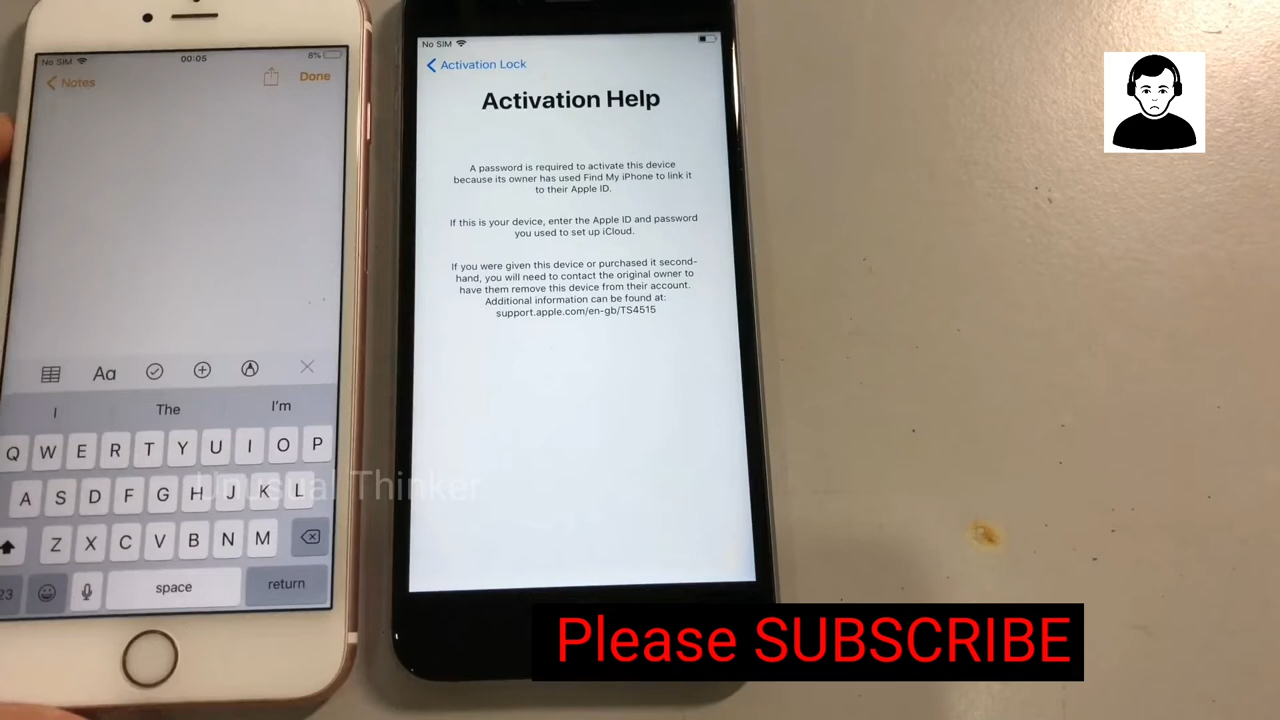 No SIM
00:05
8%
Notes
Done
Aa
I
The
I'm
Q W E R T Y U I O P
A S D F G H J K L
Z X C V B N M
23
space
return
No SIM
Activation Lock
Activation Help
A password is required to activate this device
because its owner has used Find My iPhone to link it
to their Apple ID.
If this is your device, enter the Apple ID and password
you used to set up iCloud.
If you were given this device or purchased it second-
hand, you will need to contact the original owner to
have them remove this device from their account.
Additional information can be found at:
support.apple.com/en-gb/TS4515
Unusual Thinker
Please SUBSCRIBE